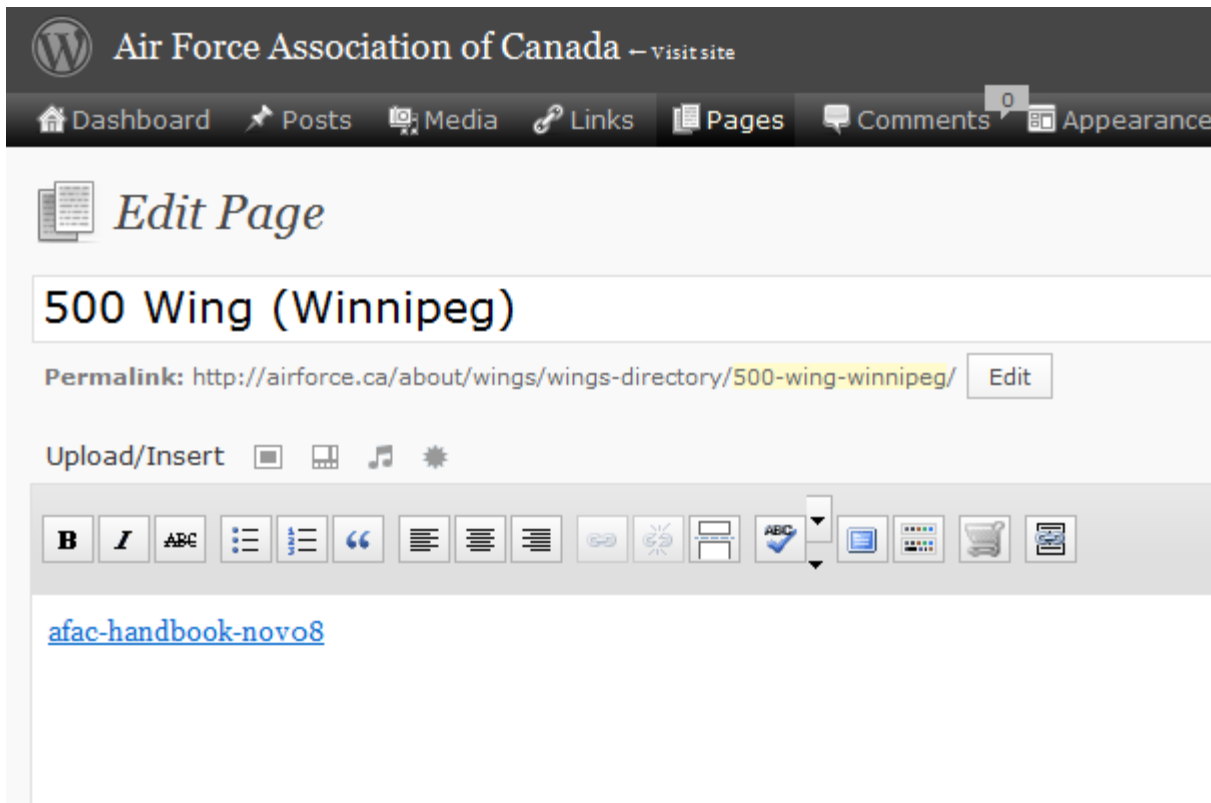 Air Force Association of Canada ← Visit site
Dashboard Posts Media Links Pages Comments 0 Appearance
Edit Page
500 Wing (Winnipeg)
Permalink: http://airforce.ca/about/wings/wings-directory/500-wing-winnipeg/ Edit
Upload/Insert
B I ABC ABC
afac-handbook-nov08